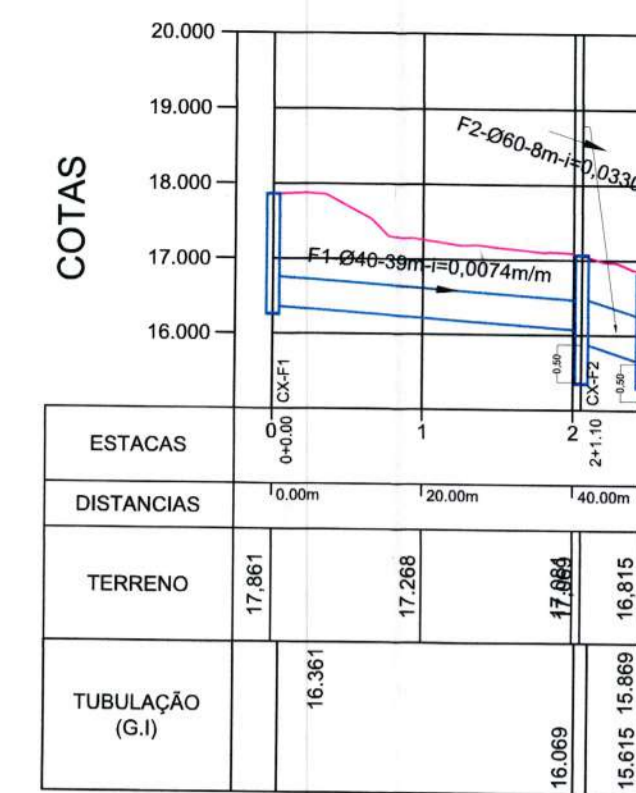 20.000
19.000
18.000
17.000
16.000
COTAS
F2-Ø60-8m-i=0,0330
F1-Ø40-39m-i=0,0074m/m
CX-F1
0.50
CX-F2
0.50
ESTACAS
0
0+0.00
1
2
2+1.10
DISTANCIAS
0.00m
20.00m
40.00m
TERRENO
17,861
17.268
16,815
TUBULAÇÃO
(G.I)
16.361
16.069
15.615
15.869